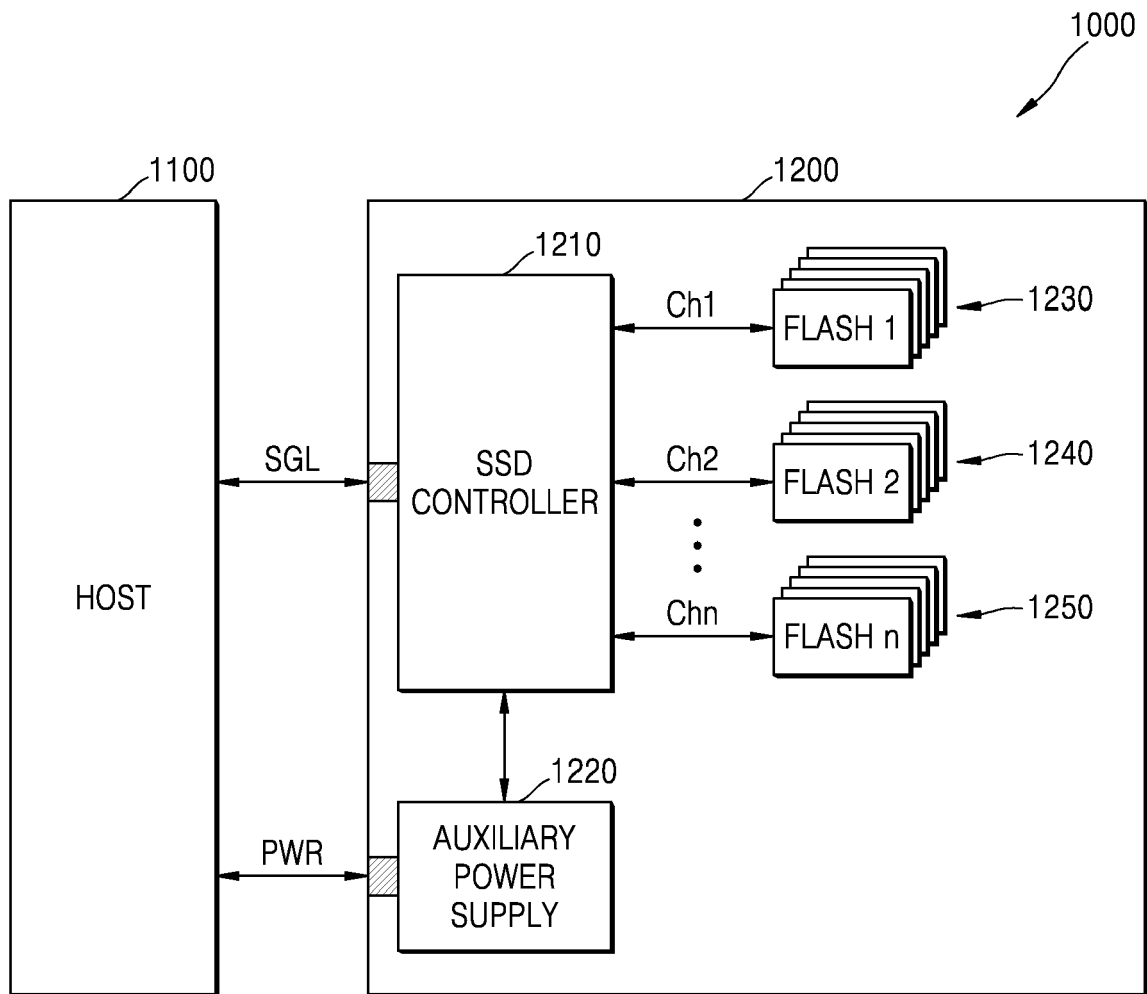 1000
1100
1200
1210
Ch1
FLASH 1
1230
SGL
SSD
CONTROLLER
Ch2
FLASH 2
1240
HOST
Chn
FLASH n
1250
1220
PWR
AUXILIARY
POWER
SUPPLY